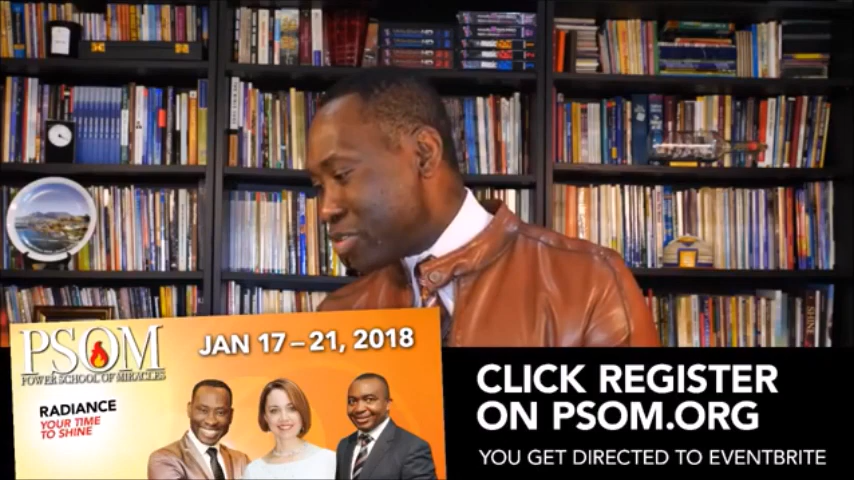 PSOM
POWER SCHOOL OF MIRACLES
JAN 17–21, 2018
RADIANCE
YOUR TIME
TO SHINE
CLICK REGISTER
ON PSOM.ORG
YOU GET DIRECTED TO EVENTBRITE